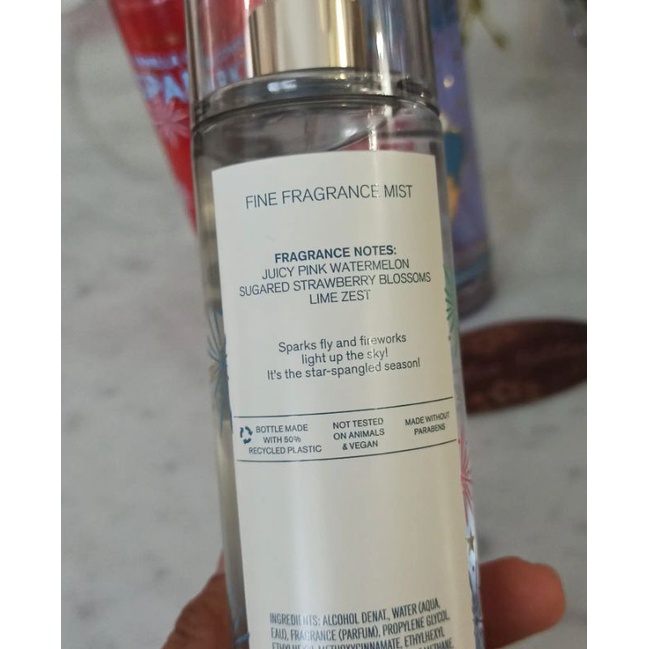 FINE FRAGRANCE MIST
FRAGRANCE NOTES:
JUICY PINK WATERMELON
SUGARED STRAWBERRY BLOSSOMS
LIME ZEST
Sparks fly and fireworks
light up the sky!
It's the star-spangled season!
BOTTLE MADE
WITH 50%
RECYCLED PLASTIC
NOT TESTED
ON ANIMALS
& VEGAN
MADE WITHOUT
PARABENS
INGREDIENTS: ALCOHOL DENAT., WATER (AQUA,
EAU), FRAGRANCE (PARFUM), PROPYLENE GLYCOL,
METHOXYCINNAMATE, ETHYLHEXYL